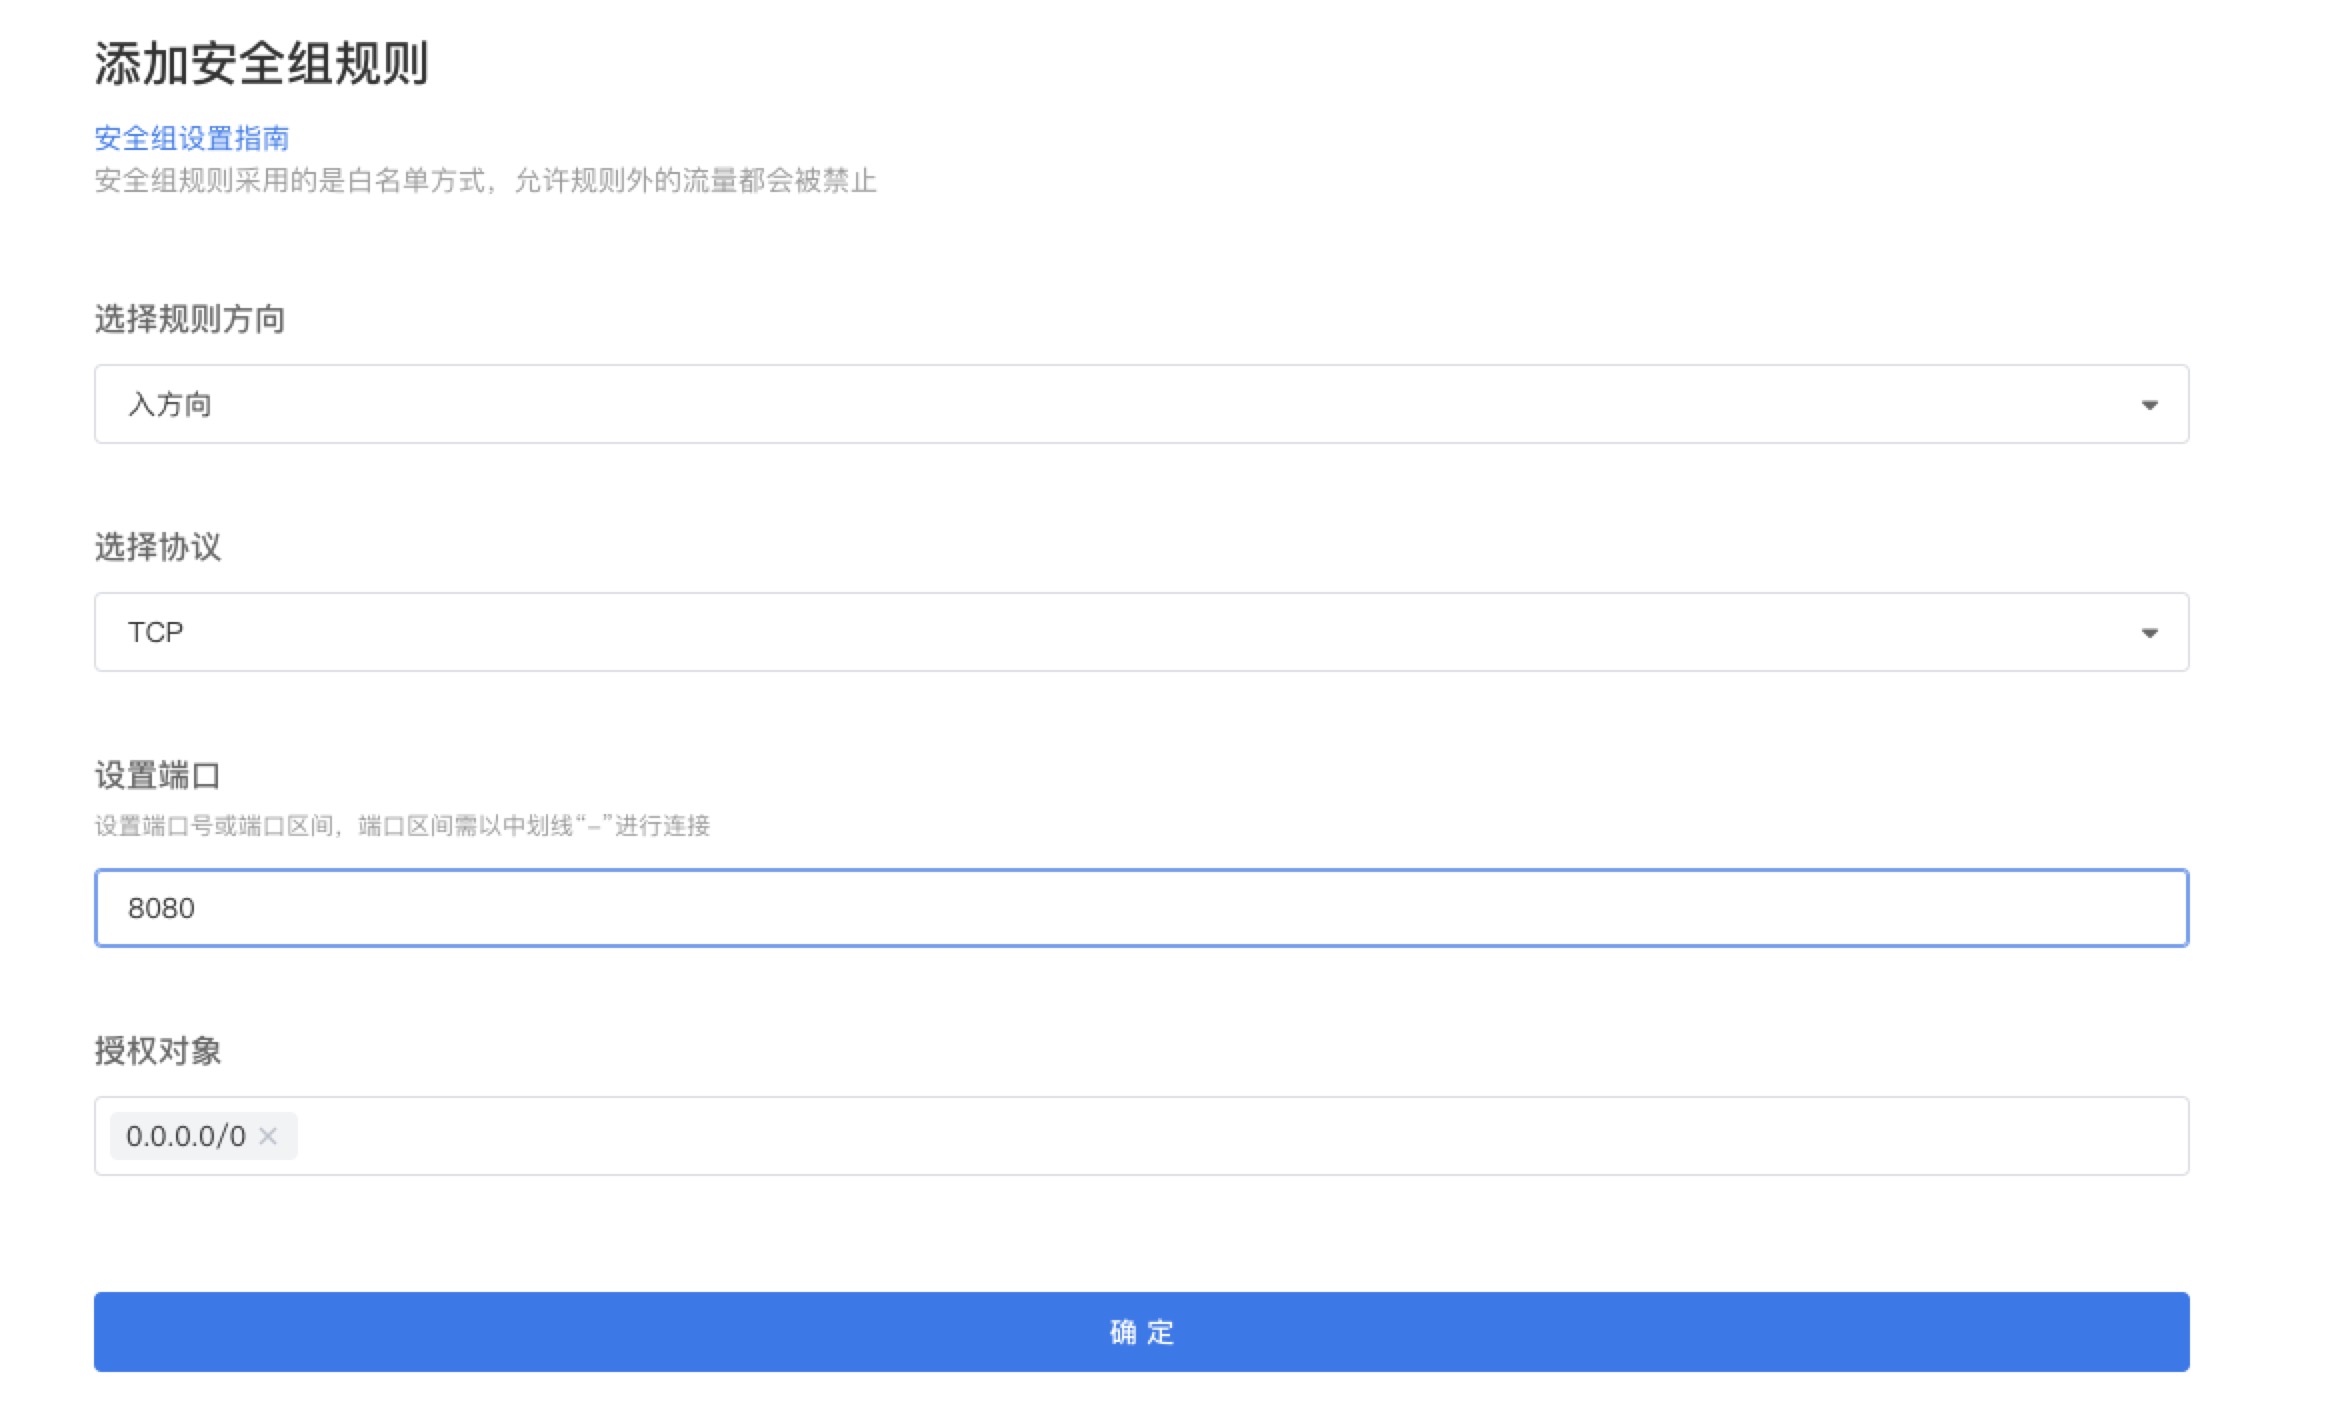 添加安全组规则
安全组设置指南
安全组规则采用的是白名单方式，允许规则外的流量都会被禁止
选择规则方向
入方向
选择协议
TCP
设置端口
设置端口号或端口区间，端口区间需以中划线“–”进行连接
8080
授权对象
0.0.0.0/0 ×
确 定